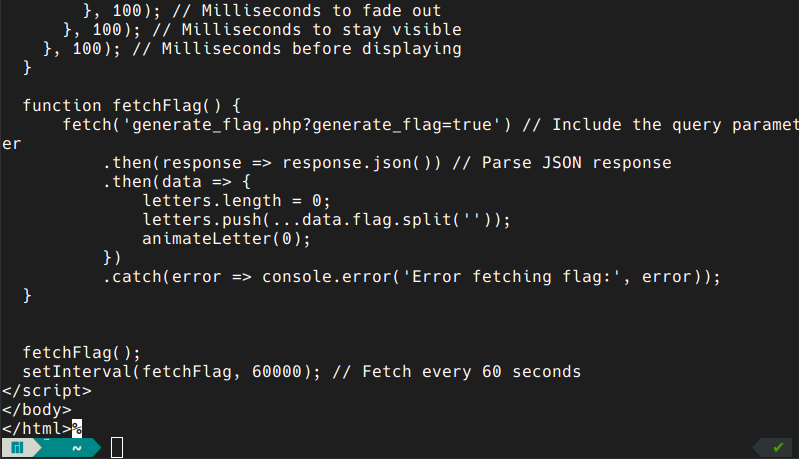 }, 100); // Milliseconds to fade out
      }, 100); // Milliseconds to stay visible
    }, 100); // Milliseconds before displaying
  }

  function fetchFlag() {
      fetch('generate_flag.php?generate_flag=true') // Include the query paramet
er
          .then(response => response.json()) // Parse JSON response
          .then(data => {
              letters.length = 0;
              letters.push(...data.flag.split(''));
              animateLetter(0);
          })
          .catch(error => console.error('Error fetching flag:', error));
  }


  fetchFlag();
  setInterval(fetchFlag, 60000); // Fetch every 60 seconds
</script>
</body>
</html>%
~ ✔